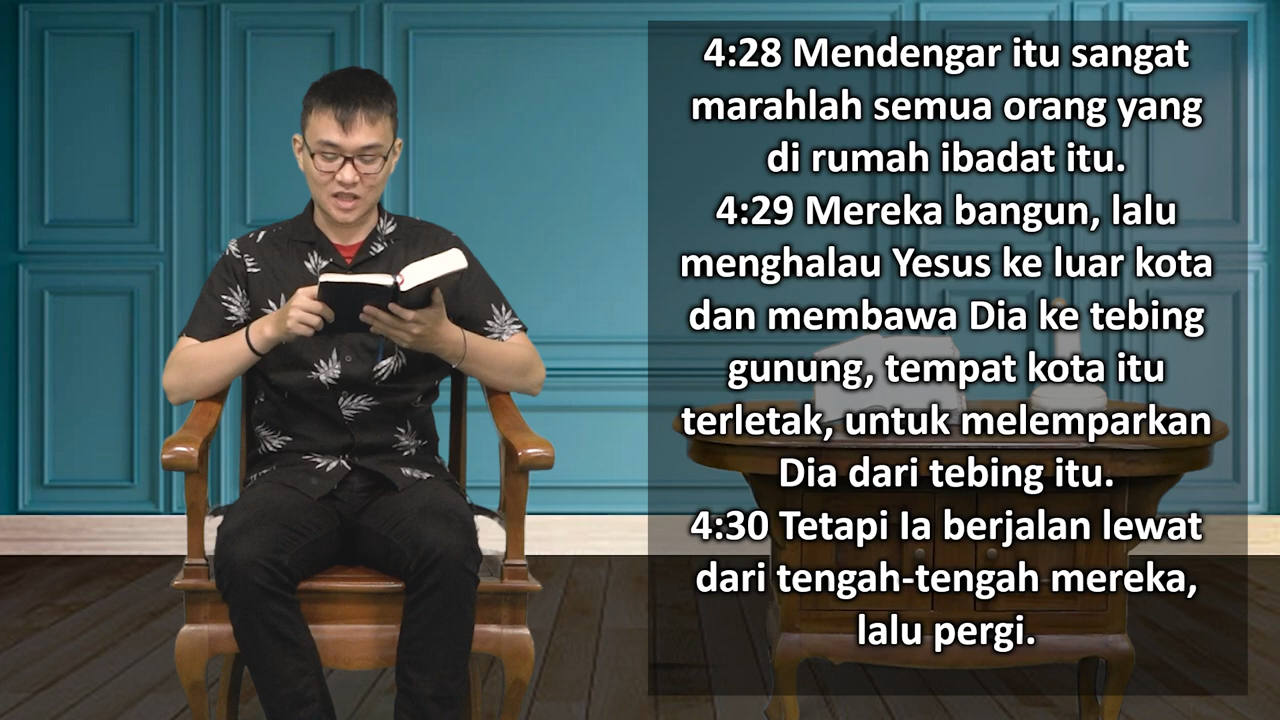 4:28 Mendengar itu sangat
marahlah semua orang yang
di rumah ibadat itu.
4:29 Mereka bangun, lalu
menghalau Yesus ke luar kota
dan membawa Dia ke tebing
gunung, tempat kota itu
terletak, untuk melemparkan
Dia dari tebing itu.
4:30 Tetapi Ia berjalan lewat
dari tengah-tengah mereka,
lalu pergi.